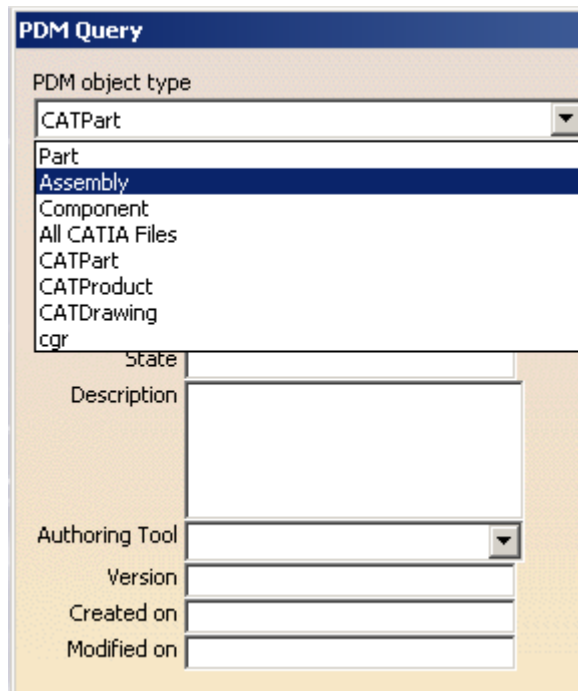 PDM Query
PDM object type
CATPart
Part
Assembly
Component
All CATIA Files
CATPart
CATProduct
CATDrawing
cgr
State
Description
Authoring Tool
Version
Created on
Modified on